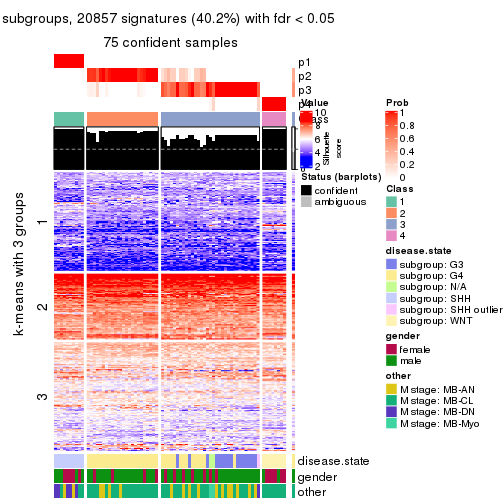 subgroups, 20857 signatures (40.2%) with fdr < 0.05
75 confident samples
p1
p2
p3
p4
Class
Value
10
8
6
4
2
Silhouette
score
Status (barplots)
confident
ambiguous
Prob
1
0.8
0.6
0.4
0.2
0
Class
1
2
3
4
disease.state
subgroup: G3
subgroup: G4
subgroup: N/A
subgroup: SHH
subgroup: SHH outlier
subgroup: WNT
gender
female
male
other
M stage: MB-AN
M stage: MB-CL
M stage: MB-DN
M stage: MB-Myo
k-means with 3 groups
1
2
3
disease.state
gender
other